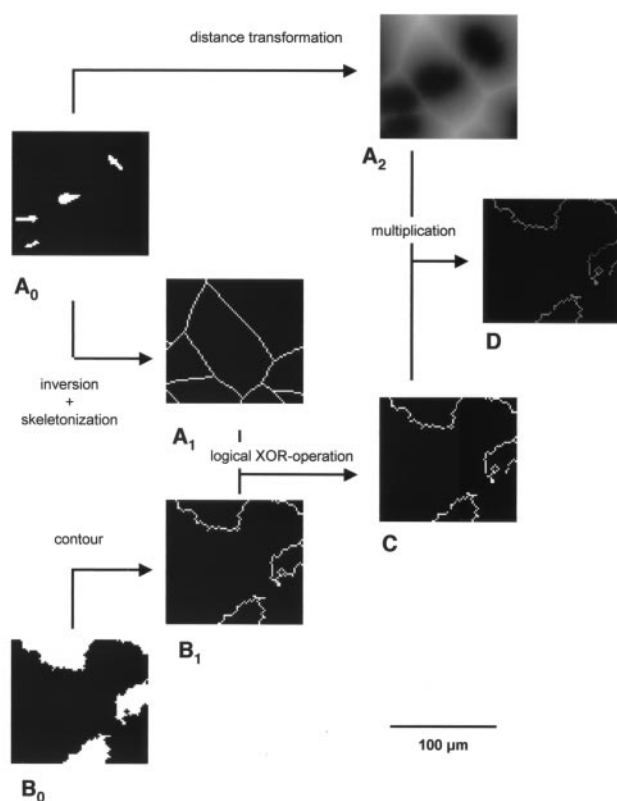 distance transformation
A2
A0
multiplication
D
inversion
+
skeletonization
A1
logical XOR-operation
C
contour
B1
100 µm
B0